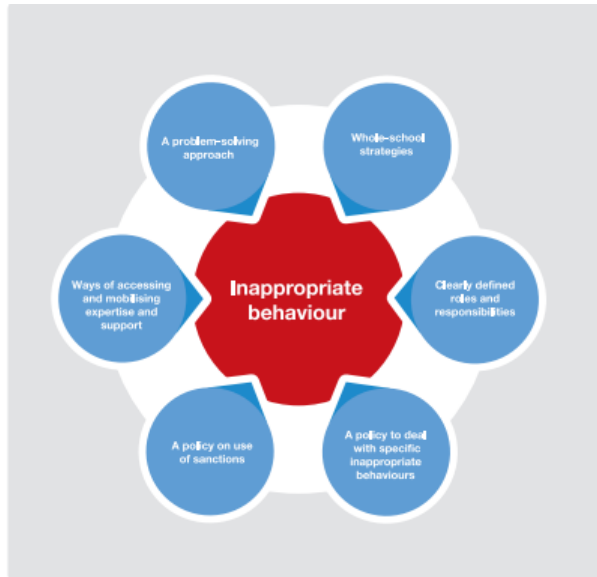 A problem-solving
approach
Whole-school
strategies
Ways of accessing
and mobilising
expertise and
support
Inappropriate
behaviour
Clearly defined
roles and
responsibilities
A policy on use
of sanctions
A policy to deal
with specific
inappropriate
behaviours